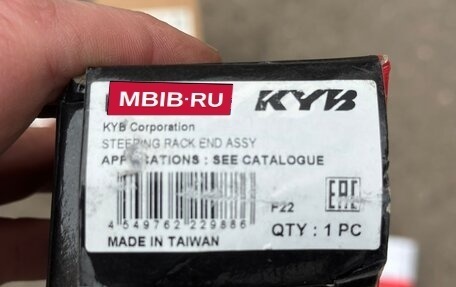 MBIB·RU
KYB
KYB Corporation
STEERING RACK END ASSY
APPLICATIONS : SEE CATALOGUE
4 549762 229886
F22
EAC
MADE IN TAIWAN
QTY : 1 PC